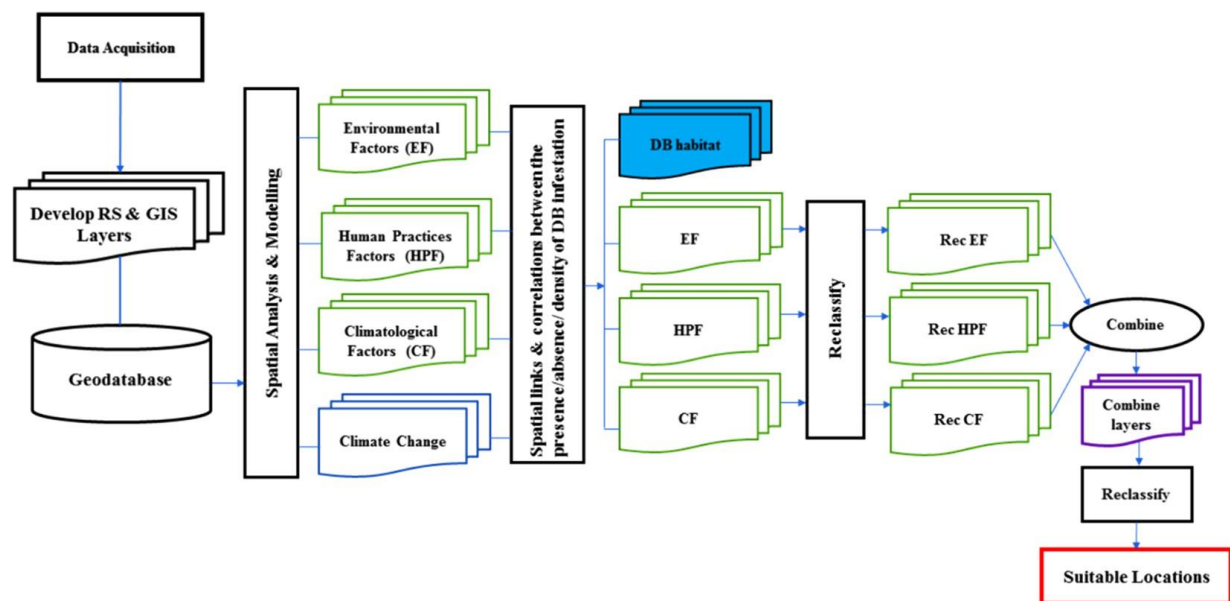 Data Acquisition
Develop RS & GIS
Layers
Geodatabase
Spatial Analysis & Modelling
Environmental
Factors (EF)
Human Practices
Factors (HPF)
Climatological
Factors (CF)
Climate Change
Spatial links & correlations between the
presence/absence/ density of DB infestation
DB habitat
EF
HPF
CF
Reclassify
Rec EF
Rec HPF
Rec CF
Combine
Combine
layers
Reclassify
Suitable Locations